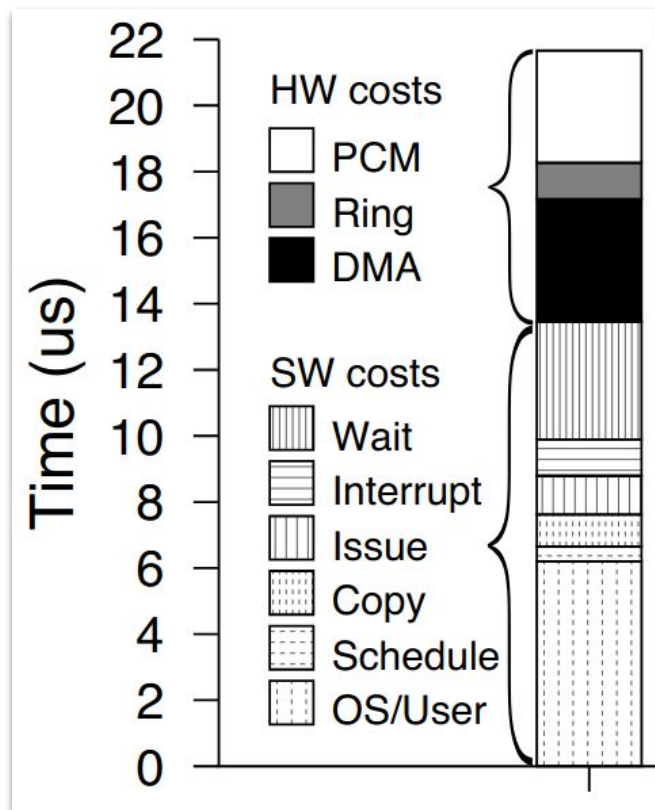 Time (us)
22
20
18
16
14
12
10
8
6
4
2
0
HW costs
PCM
Ring
DMA
SW costs
Wait
Interrupt
Issue
Copy
Schedule
OS/User